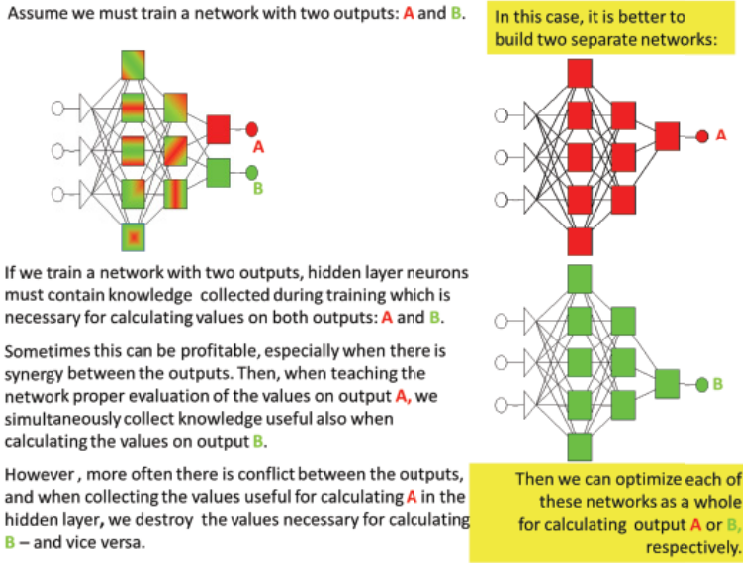 Assume we must train a network with two outputs: A and B.
In this case, it is better to
build two separate networks:
A
B
A
If we train a network with two outputs, hidden layer neurons
must contain knowledge collected during training which is
necessary for calculating values on both outputs: A and B.
Sometimes this can be profitable, especially when there is
synergy between the outputs. Then, when teaching the
network proper evaluation of the values on output A, we
simultaneously collect knowledge useful also when
calculating the values on output B.
B
However , more often there is conflict between the outputs,
and when collecting the values useful for calculating A in the
hidden layer, we destroy the values necessary for calculating
B – and vice versa.
Then we can optimize each of
these networks as a whole
for calculating output A or B,
respectively.